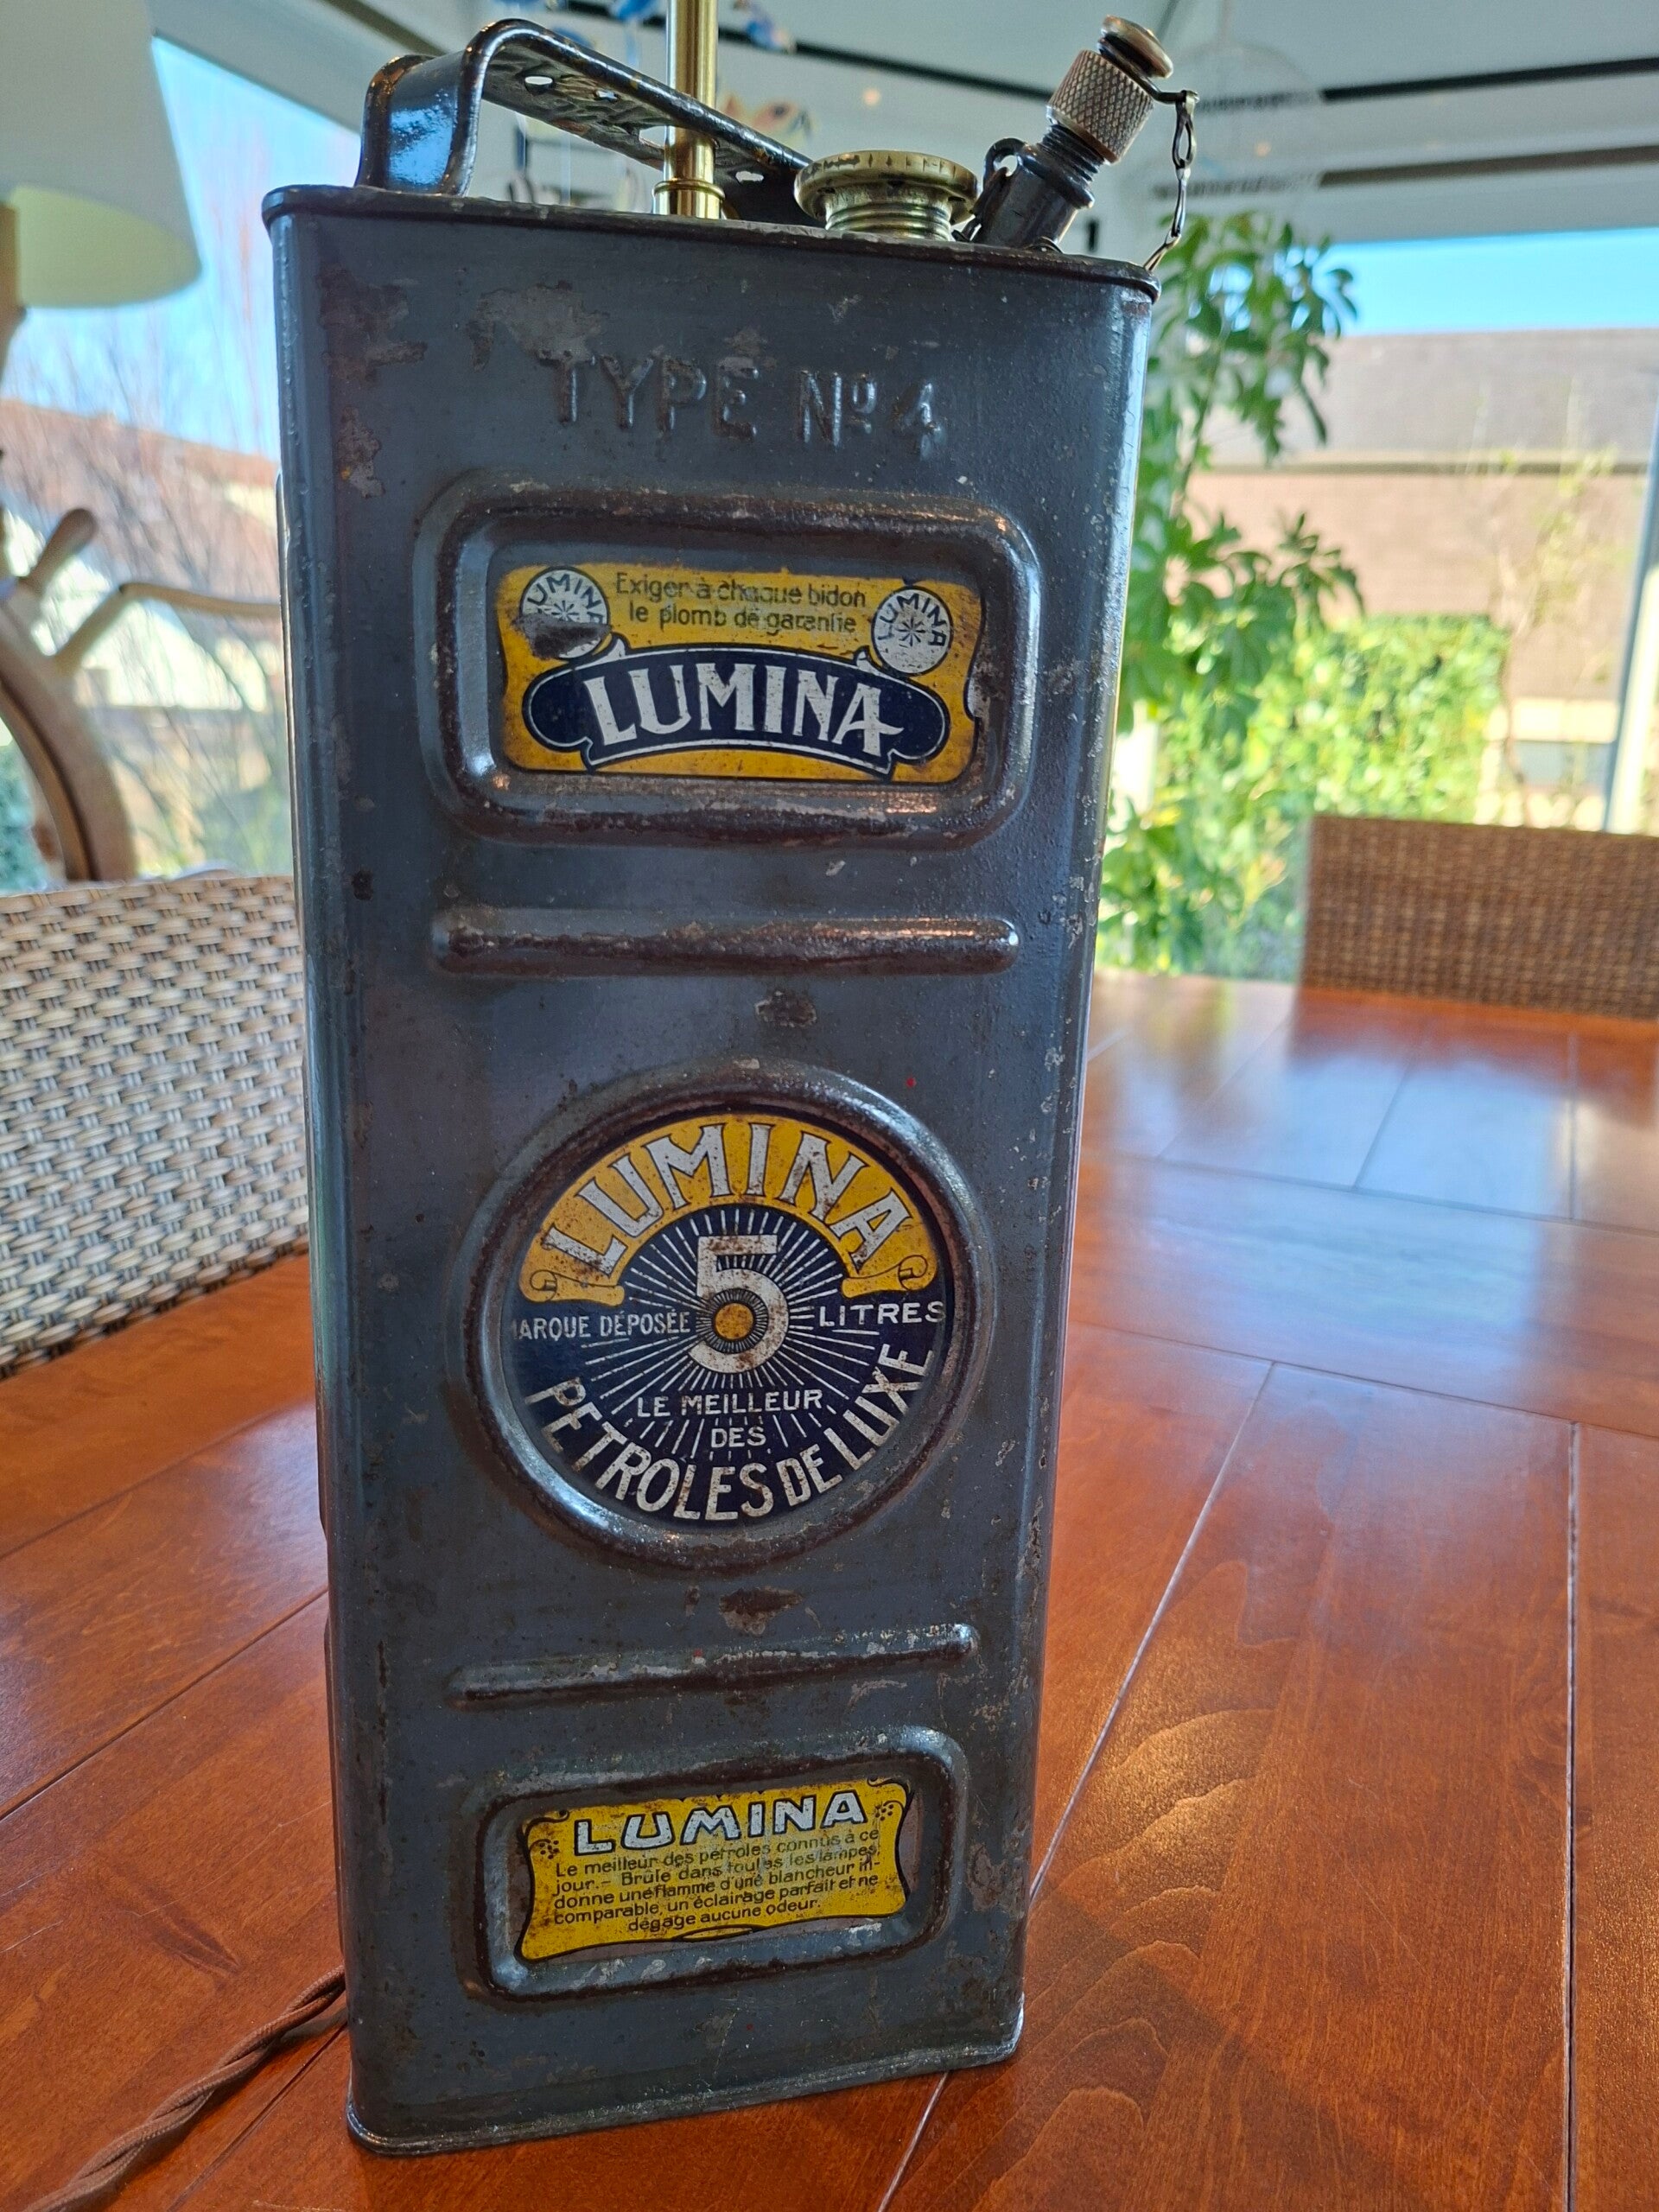 TYPE Nº 4
LUMINA
Exiger à chaque bidon
le plomb de garantie
LUMINA
LUMINA
LUMINA
5
MARQUE DÉPOSÉE
LITRES
LE MEILLEUR
DES
PETROLES DE LUXE
LUMINA
Le meilleur des pétroles connus à ce
jour.- Brûle dans toutes les lampes,
donne une flamme d'une blancheur in-
comparable, un éclairage parfait et ne
dégage aucune odeur.